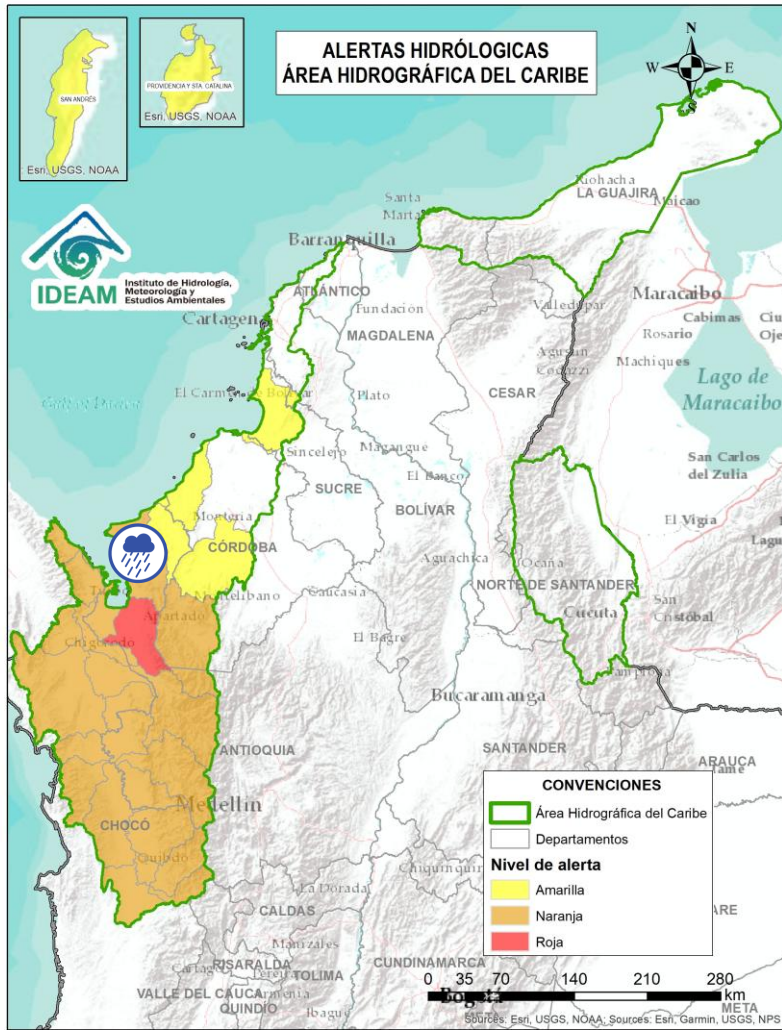 ALERTAS HIDRÓLOGICAS
ÁREA HIDROGRÁFICA DEL CARIBE
N
W
E
S
SAN ANDRÉS
PROVIDENCIA Y STA. CATALINA
Esri, USGS, NOAA
Esri, USGS, NOAA
IDEAM
Instituto de Hidrología,
Meteorología y
Estudios Ambientales
Riohacha
LA GUAJIRA
Maicao
Santa
Marta
Barranquilla
ATLÁNTICO
Cartagena
Fundación
MAGDALENA
Valledupar
Maracaibo
Cabimas
Rosario
Machiques
Agustín
Codazzi
CESAR
Lago de
Maracaibo
El Carmen de Bolívar
Plato
Sincelejo
Magangue
El Banco
SUCRE
BOLÍVAR
San Carlos
del Zulia
El Vigía
Montería
CÓRDOBA
Aguachica
Ocaña
NORTE DE SANTANDER
Cucuta
San
Cristóbal
Caucasia
El Bagre
Apartado
Chigorodo
Bucaramanga
Pamplona
ANTIOQUIA
SANTANDER
ARAUCA
Medellin
CHOCÓ
Quibdo
La Dorada
CALDAS
Manizales
RISARALDA
Pereira
TOLIMA
CUNDINAMARCA
VALLE DEL CAUCA
Armenia
QUINDÍO
Ibague
Bogotá
META
META
CONVENCIONES
Área Hidrográfica del Caribe
Departamentos
Nivel de alerta
Amarilla
Naranja
Roja
0 35 70 140 210 280
km
Sources: Esri, USGS, NOAA; Sources: Esri, Garmin, USGS, NPS